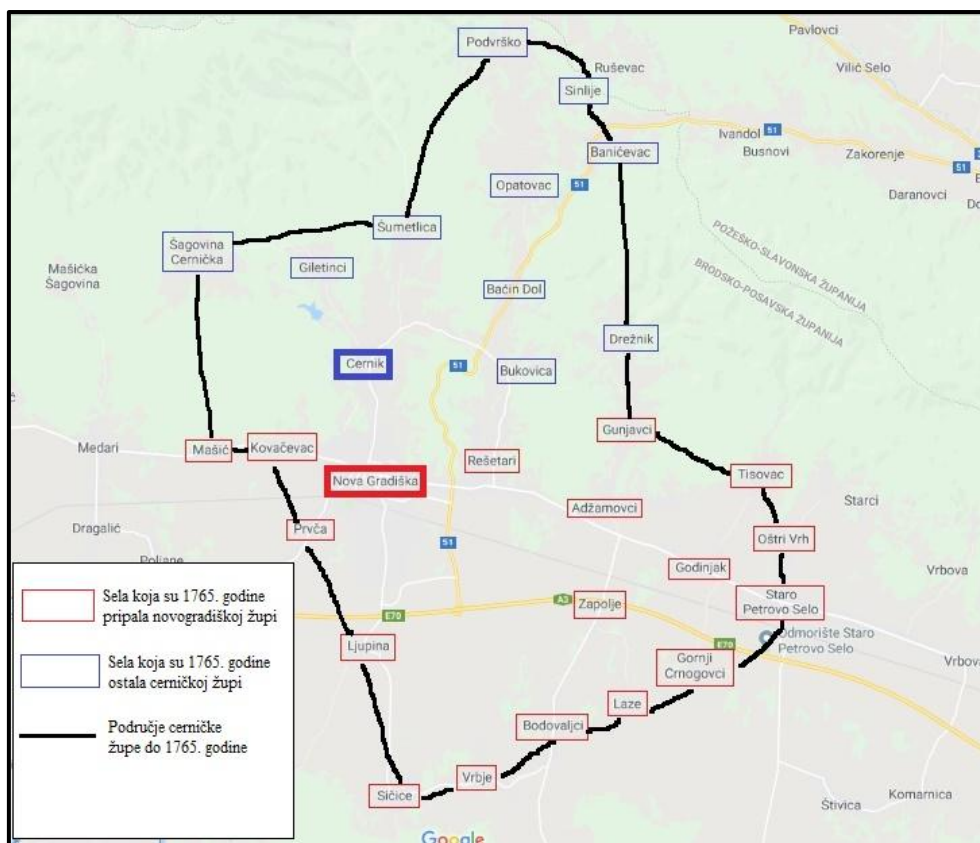 Pavlovci
Podvrško
Ruševac
Vilić Selo
Sinlije
51
Ivandol
51
Busnovi
Banićevac
Zakorenje
51
Opatovac
51
Daranovci
Šumetlica
Šagovina
Cernička
POŽEŠKO-SLAVONSKA ŽUPANIJA
BRODSKO-POSAVSKA ŽUPANIJA
Mašićka
Šagovina
Giletinci
Baćin Dol
Drežnik
Cernik
51
Bukovica
Gunjavci
Medari
Mašić
Kovačevac
Rešetari
Tisovac
Nova Gradiška
Starci
Adžamovci
Dragalić
Prvča
Oštri Vrh
51
Poljane
Godinjak
Vrbova
Staro
Petrovo Selo
A3
Zapolje
E70
E70
Odmorište Staro
Petrovo Selo
Ljupina
Gornji
Crnogovci
Vrbova
Laze
Bodovaljci
Vrbje
Sičice
Komarnica
Štivica
Google
Sela koja su 1765. godine
pripala novogradiškoj župi
Sela koja su 1765. godine
ostala cerničkoj župi
Područje cerničke
župe do 1765. godine